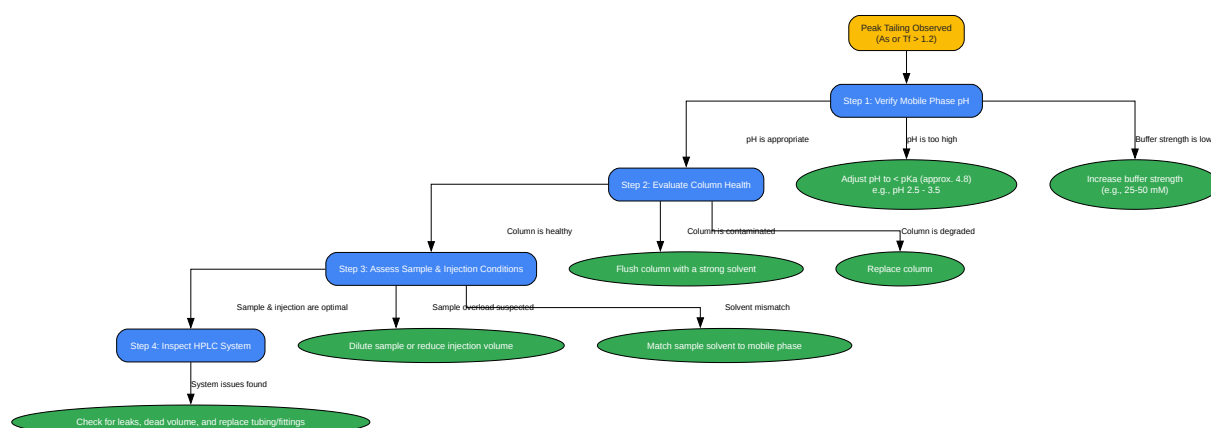 Peak Tailing Observed
(As or Tf > 1.2)
Step 1: Verify Mobile Phase pH
pH is appropriate
pH is too high
Buffer strength is low
Step 2: Evaluate Column Health
Adjust pH to < pKa (approx. 4.8)
e.g., pH 2.5 - 3.5
Increase buffer strength
(e.g., 25-50 mM)
Column is healthy
Column is contaminated
Column is degraded
Step 3: Assess Sample & Injection Conditions
Flush column with a strong solvent
Replace column
Sample & injection are optimal
Sample overload suspected
Solvent mismatch
Step 4: Inspect HPLC System
Dilute sample or reduce injection volume
Match sample solvent to mobile phase
System issues found
Check for leaks, dead volume, and replace tubing/fittings